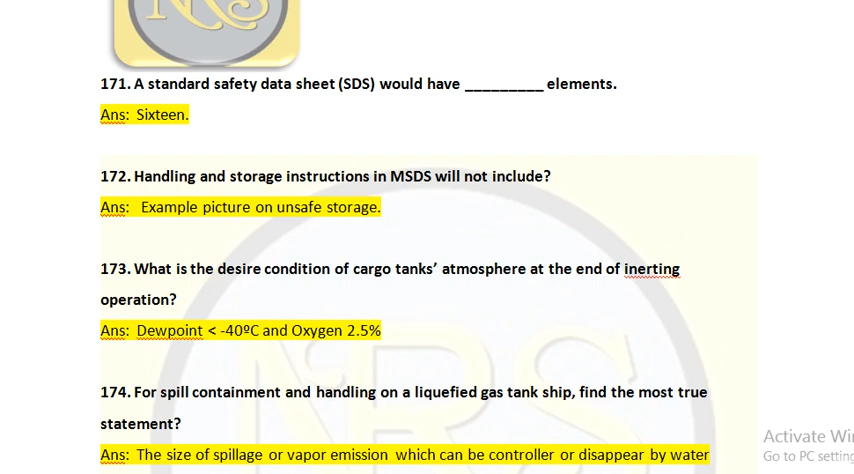 NRS
171. A standard safety data sheet (SDS) would have _________ elements.
Ans: Sixteen.
172. Handling and storage instructions in MSDS will not include?
Ans: Example picture on unsafe storage.
173. What is the desire condition of cargo tanks’ atmosphere at the end of inerting
operation?
Ans: Dewpoint < -40ºC and Oxygen 2.5%
174. For spill containment and handling on a liquefied gas tank ship, find the most true
statement?
Ans: The size of spillage or vapor emission which can be controller or disappear by water
NRS
Activate Wi
Go to PC setting